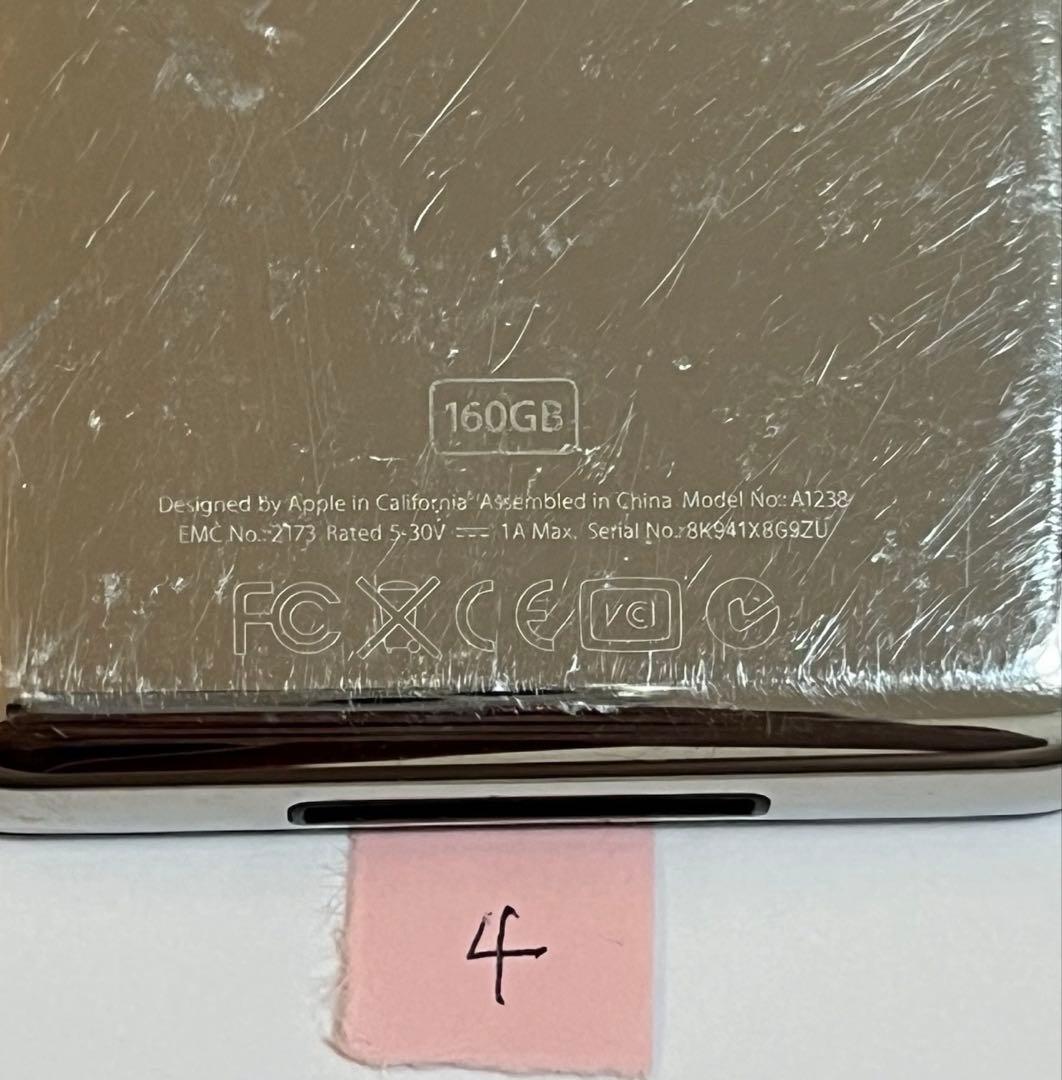 160GB
Designed by Apple in California Assembled in China Model No.: A1238
EMC No.: 2173 Rated 5-30V ⎓ 1A Max. Serial No.: 8K941X8G9ZU
FC CE VCI
4